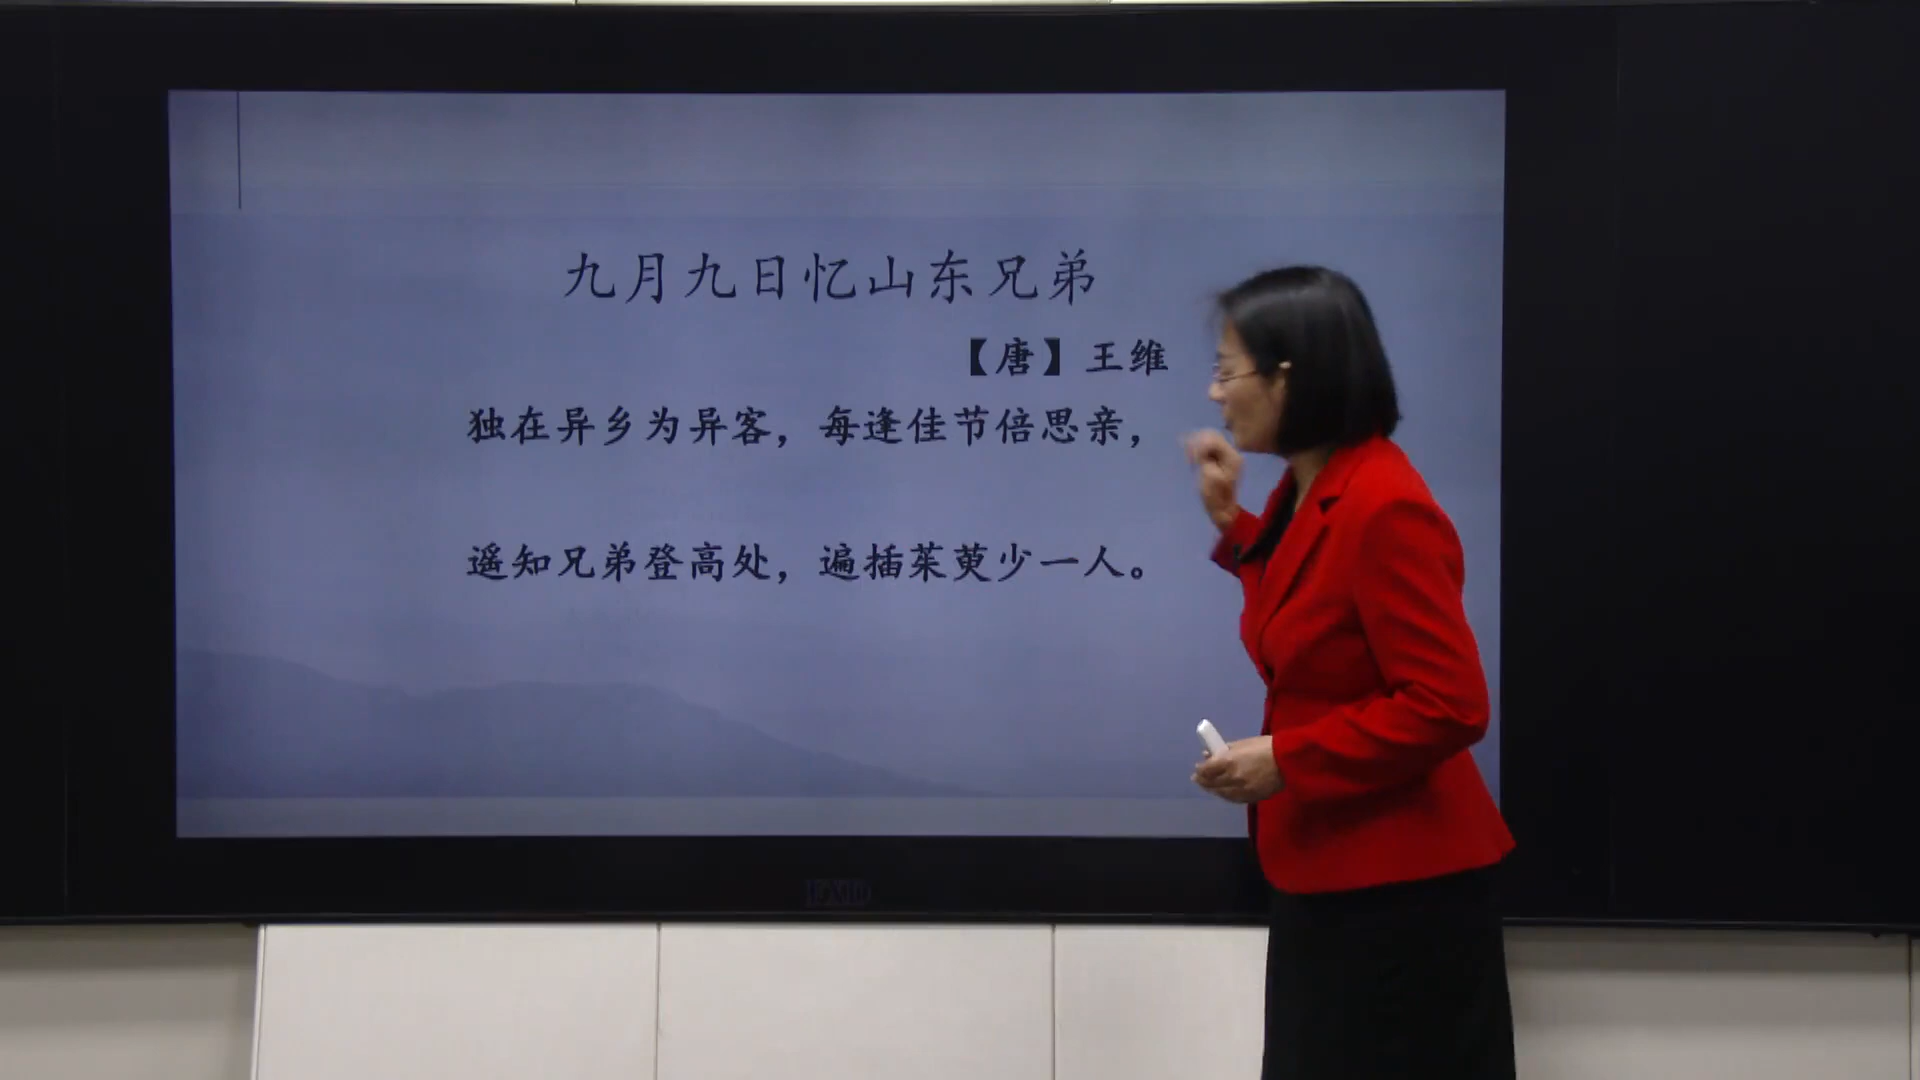 九月九日忆山东兄弟
【唐】王维
独在异乡为异客，每逢佳节倍思亲，
遥知兄弟登高处，遍插茱萸少一人。